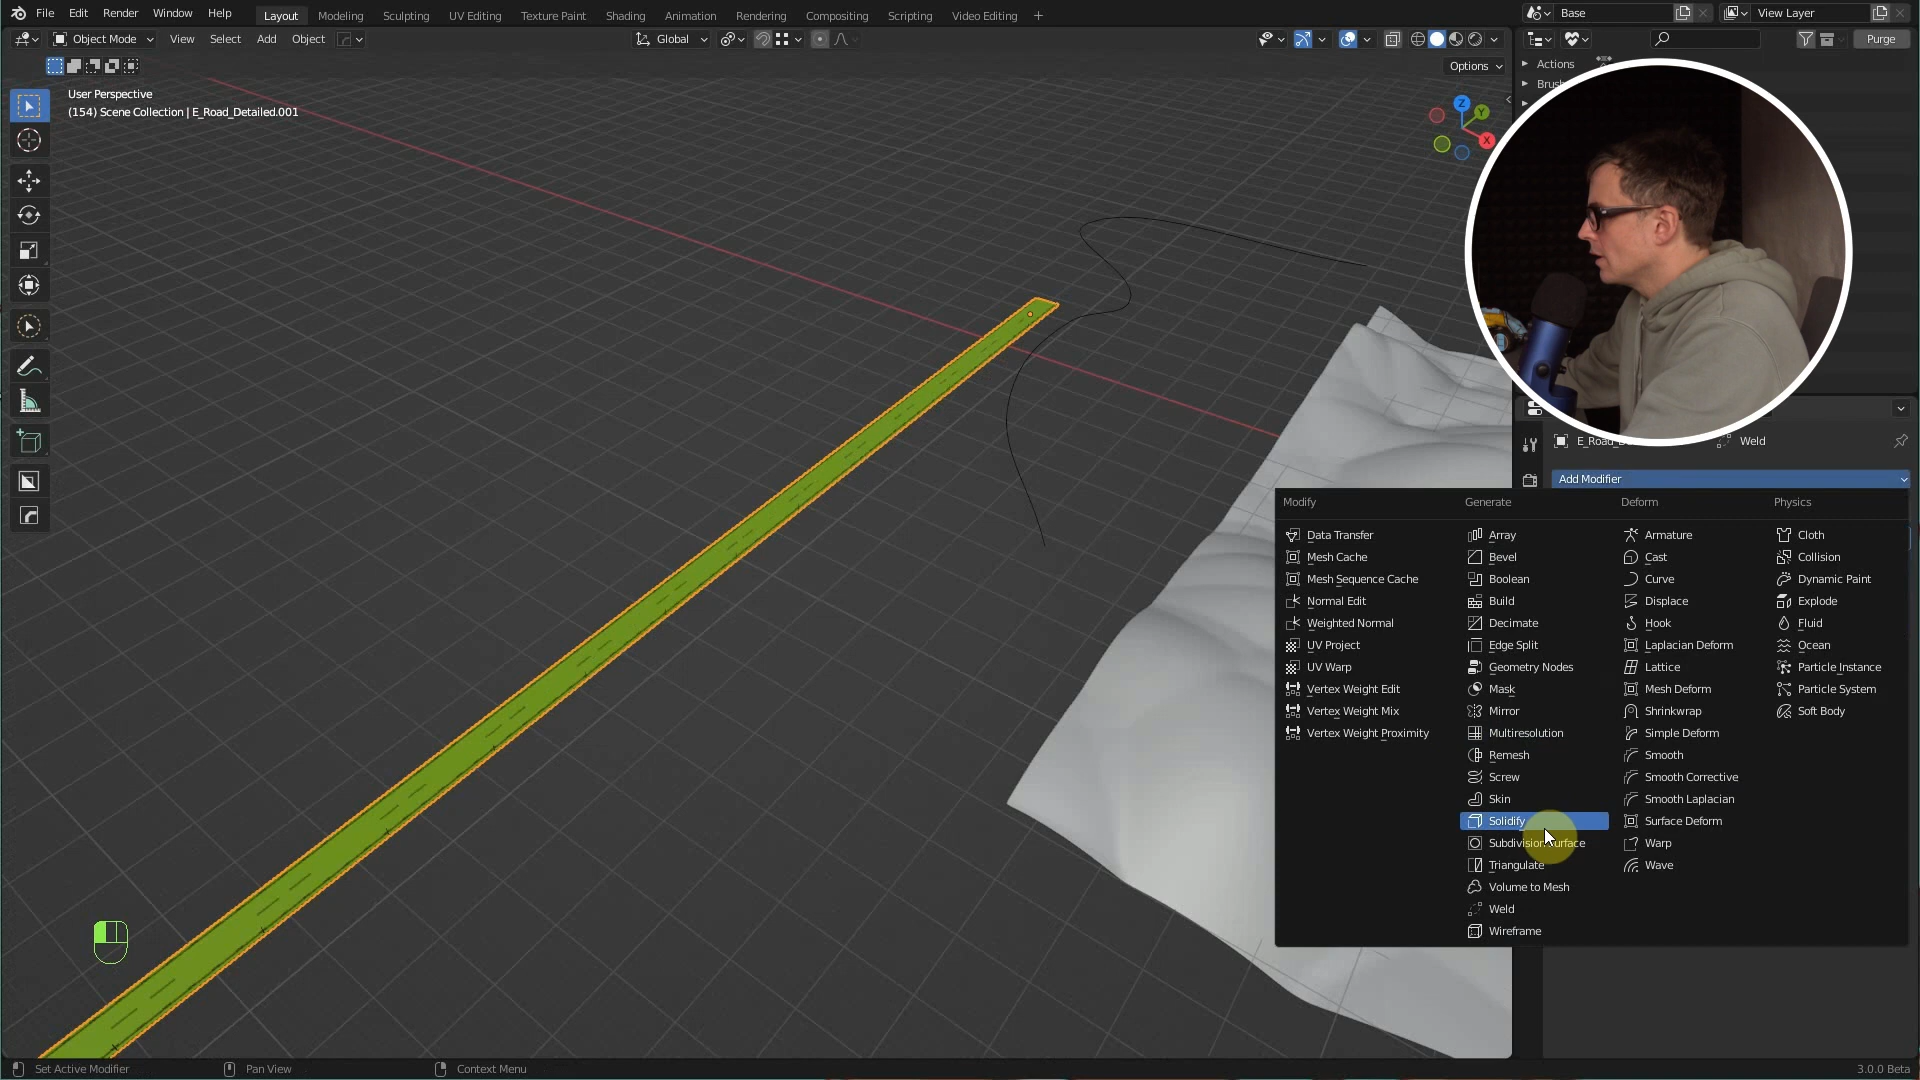 File Edit Render Window Help Layout Modeling Sculpting UV Editing Texture Paint Shading Animation Rendering Compositing Scripting Video Editing + Base View Layer
Object Mode View Select Add Object Global Purge
Options
User Perspective
(154) Scene Collection | E_Road_Detailed.001
Actions
Z
Y
X
Weld
Add Modifier
Modify Generate Deform Physics
Data Transfer Array Armature Cloth
Mesh Cache Bevel Cast Collision
Mesh Sequence Cache Boolean Curve Dynamic Paint
Normal Edit Build Displace Explode
Weighted Normal Decimate Hook Fluid
UV Project Edge Split Laplacian Deform Ocean
UV Warp Geometry Nodes Lattice Particle Instance
Vertex Weight Edit Mask Mesh Deform Particle System
Vertex Weight Mix Mirror Shrinkwrap Soft Body
Vertex Weight Proximity Multiresolution Simple Deform
Remesh Smooth
Screw Smooth Corrective
Skin Smooth Laplacian
Solidify Surface Deform
Subdivision Surface Warp
Triangulate Wave
Volume to Mesh
Weld
Wireframe
Set Active Modifier Pan View Context Menu 3.0.0 Beta